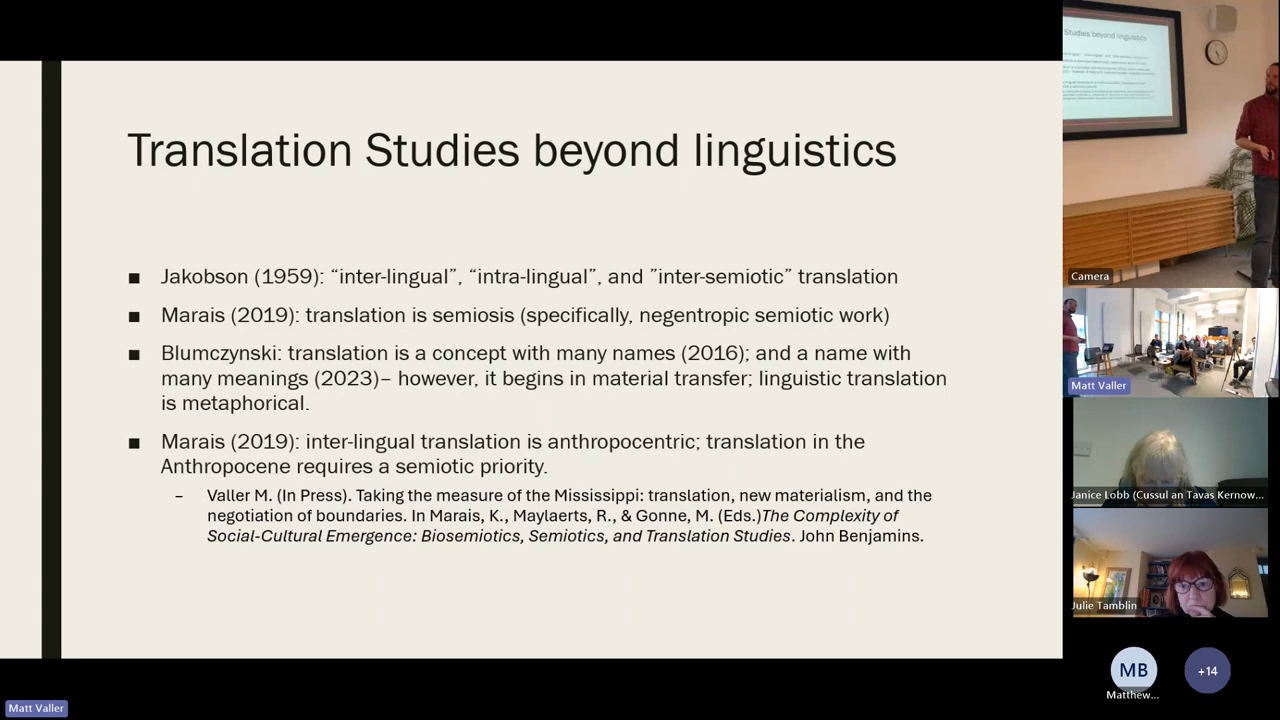 Translation Studies beyond linguistics
■ Jakobson (1959): “inter-lingual”, “intra-lingual”, and ”inter-semiotic” translation
■ Marais (2019): translation is semiosis (specifically, negentropic semiotic work)
■ Blumczynski: translation is a concept with many names (2016); and a name with
many meanings (2023)– however, it begins in material transfer; linguistic translation
is metaphorical.
■ Marais (2019): inter-lingual translation is anthropocentric; translation in the
Anthropocene requires a semiotic priority.
– Valler M. (In Press). Taking the measure of the Mississippi: translation, new materialism, and the
negotiation of boundaries. In Marais, K., Maylaerts, R., & Gonne, M. (Eds.)The Complexity of
Social-Cultural Emergence: Biosemiotics, Semiotics, and Translation Studies. John Benjamins.
Studies beyond linguistics
Camera
Matt Valler
Janice Lobb (Cussul an Tavas Kernow...
Julie Tamblin
MB
+14
Matthew...
Matt Valler